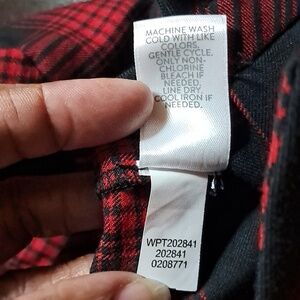 MACHINE WASH
COLD WITH LIKE
COLORS,
GENTLE CYCLE,
ONLY NON-
CHLORINE
BLEACH IF
NEEDED,
LINE DRY,
COOL IRON IF
NEEDED.
WPT202841
202841
0208771